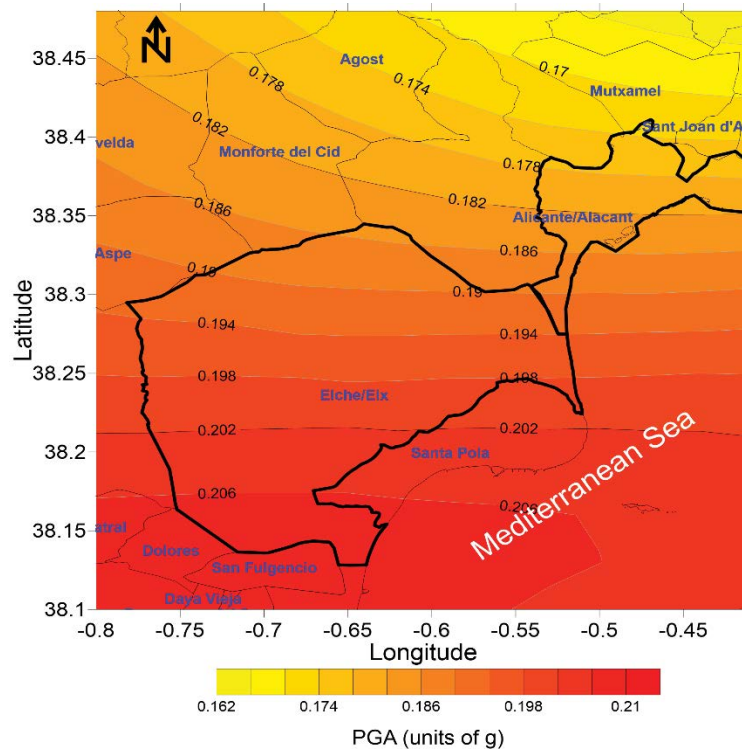 N
38.45
38.4
38.35
38.3
38.25
38.2
38.15
38.1
Latitude
Agost
0.17
0.178
0.174
Mutxamel
Sant Joan d'A
0.182
velda
Monforte del Cid
0.178
0.182
0.186
Alicante/Alacant
0.186
Aspe
0.19
0.19
0.194
0.194
0.198
0.198
Elche/Elx
0.202
0.202
Santa Pola
Mediterranean Sea
0.206
0.206
atral
Dolores
San Fulgencio
Daya Vieja
-0.8
-0.75
-0.7
-0.65
-0.6
-0.55
-0.5
-0.45
Longitude
0.162
0.174
0.186
0.198
0.21
PGA (units of g)